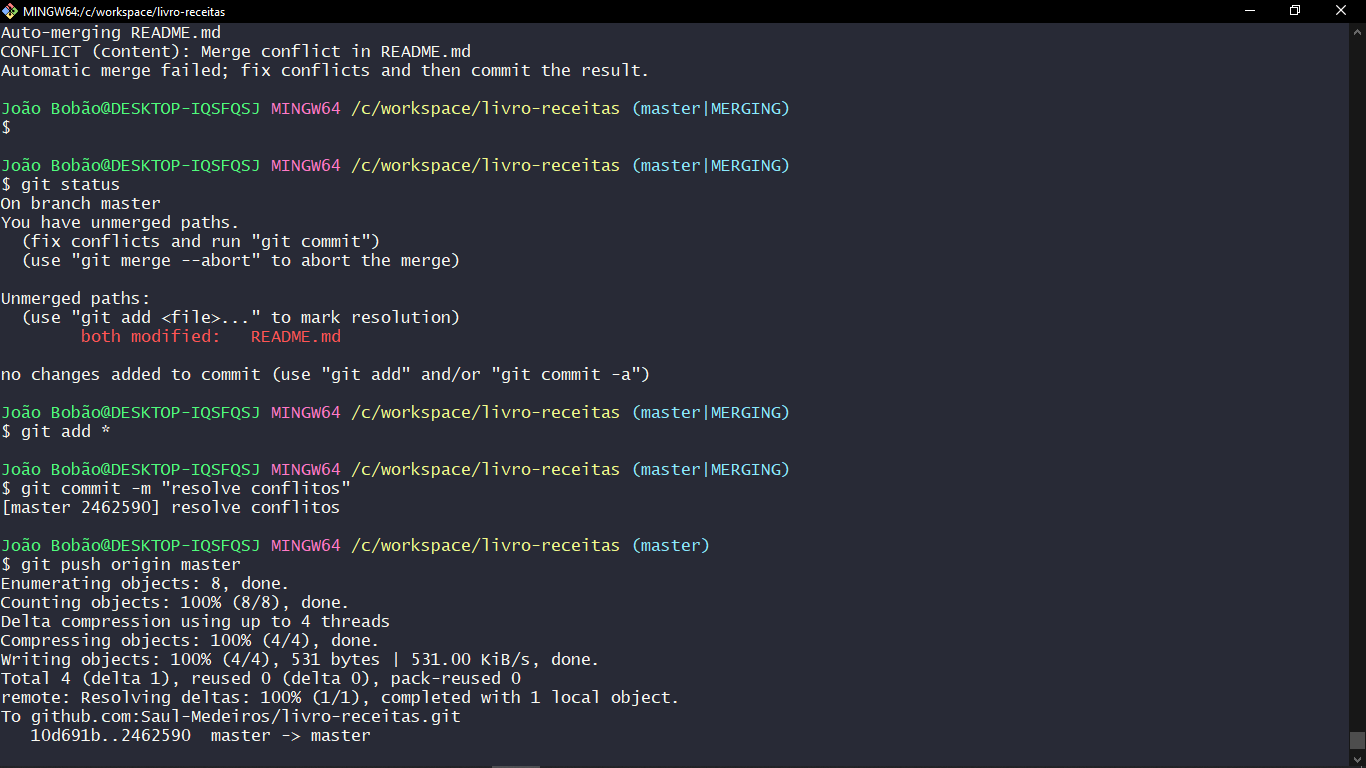 MINGW64:/c/workspace/livro-receitas
Auto-merging README.md
CONFLICT (content): Merge conflict in README.md
Automatic merge failed; fix conflicts and then commit the result.
João Bobão@DESKTOP-IQSFQSJ MINGW64 /c/workspace/livro-receitas (master|MERGING)
$
João Bobão@DESKTOP-IQSFQSJ MINGW64 /c/workspace/livro-receitas (master|MERGING)
$ git status
On branch master
You have unmerged paths.
  (fix conflicts and run "git commit")
  (use "git merge --abort" to abort the merge)
Unmerged paths:
  (use "git add <file>..." to mark resolution)
        both modified:   README.md
no changes added to commit (use "git add" and/or "git commit -a")
João Bobão@DESKTOP-IQSFQSJ MINGW64 /c/workspace/livro-receitas (master|MERGING)
$ git add *
João Bobão@DESKTOP-IQSFQSJ MINGW64 /c/workspace/livro-receitas (master|MERGING)
$ git commit -m "resolve conflitos"
[master 2462590] resolve conflitos
João Bobão@DESKTOP-IQSFQSJ MINGW64 /c/workspace/livro-receitas (master)
$ git push origin master
Enumerating objects: 8, done.
Counting objects: 100% (8/8), done.
Delta compression using up to 4 threads
Compressing objects: 100% (4/4), done.
Writing objects: 100% (4/4), 531 bytes | 531.00 KiB/s, done.
Total 4 (delta 1), reused 0 (delta 0), pack-reused 0
remote: Resolving deltas: 100% (1/1), completed with 1 local object.
To github.com:Saul-Medeiros/livro-receitas.git
   10d691b..2462590  master -> master